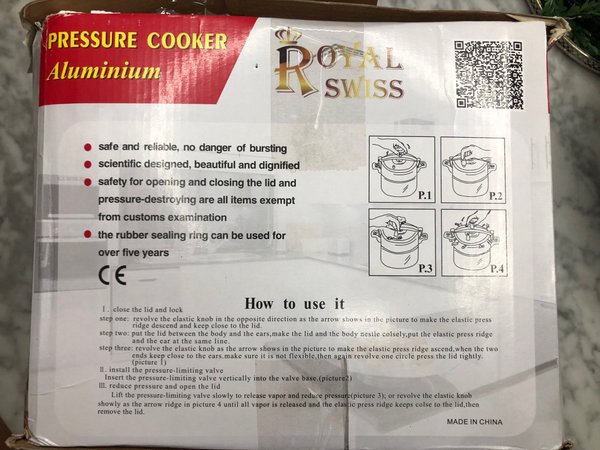 PRESSURE COOKER
Aluminium
ROYAL
SWISS
safe and reliable, no danger of bursting
scientific designed, beautiful and dignified
safety for opening and closing the lid and
pressure-destroying are all items exempt
from customs examination
the rubber sealing ring can be used for
over five years
CE
P.1
P.2
P.3
P.4
How to use it
I. close the lid and lock
step one: revolve the elastic knob in the opposite direction as the arrow shows in the picture to make the elastic press
ridge descend and keep close to the lid.
step two: put the lid between the body and the ears,make the lid and the body nestle colsely,put the elastic press ridge
and the ear at the same line.
step three: revolve the elastic knob as the arrow shows in the picture to make the elastic press ridge ascend,when the two
ends keep close to the ears.make sure it is not flexible,then again revolve one circle press the lid tightly.
(picture 1)
II. install the pressure-limiting valve
Insert the pressure-limiting valve vertically into the valve base.(picture2)
III. reduce pressure and open the lid
Lift the pressure-limiting valve slowly to release vapor and reduce pressure(picture 3); or revolve the elastic knob
showly as the arrow ridge in picture 4 until all vapor is released and the elastic press ridge keeps colse to the lid,then
remove the lid.
MADE IN CHINA